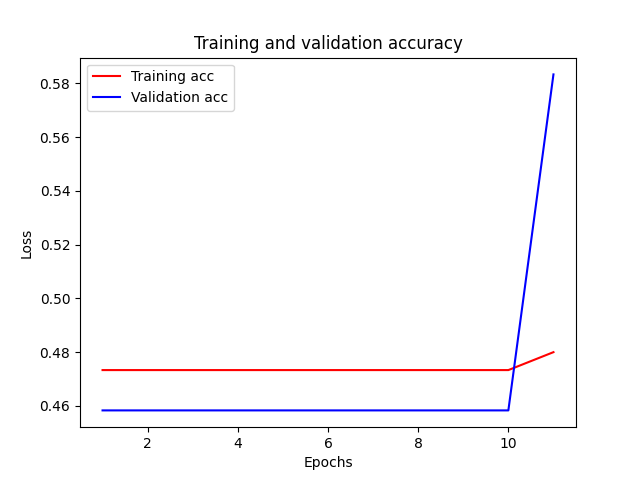 Training and validation accuracy
Training acc
Validation acc
0.58
0.56
0.54
0.52
0.50
0.48
0.46
Loss
2 4 6 8 10
Epochs